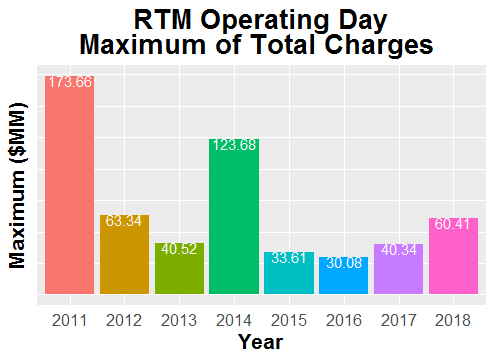 RTM Operating Day
Maximum of Total Charges
Maximum ($MM)
173.66
63.34
40.52
123.68
33.61
30.08
40.34
60.41
2011 2012 2013 2014 2015 2016 2017 2018
Year